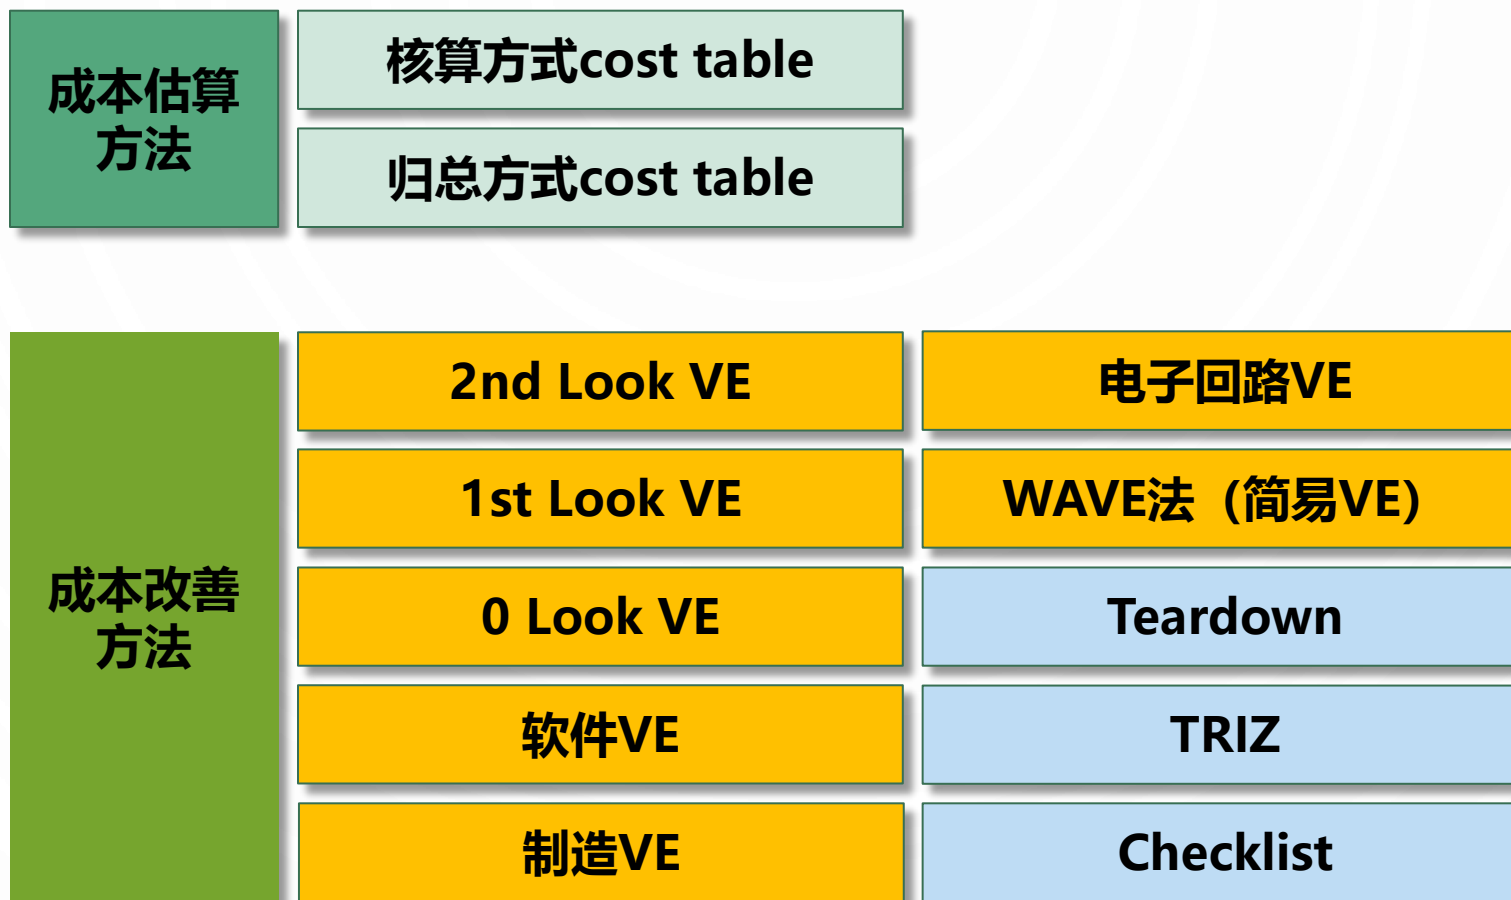 成本估算
方法
核算方式cost table
归总方式cost table
成本改善
方法
2nd Look VE
电子回路VE
1st Look VE
WAVE法（简易VE）
0 Look VE
Teardown
软件VE
TRIZ
制造VE
Checklist